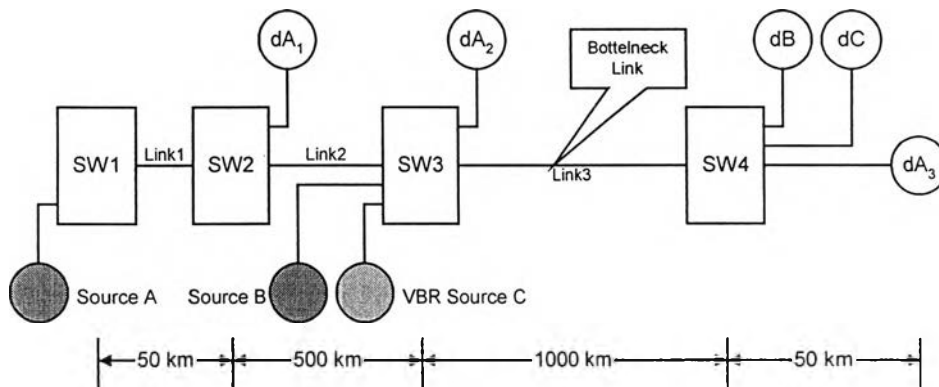 dA₁
dA₂
Bottelneck
Link
dB
dC
SW1
Link1
SW2
Link2
SW3
Link3
SW4
dA₃
Source A
Source B
VBR Source C
50 km
500 km
1000 km
50 km